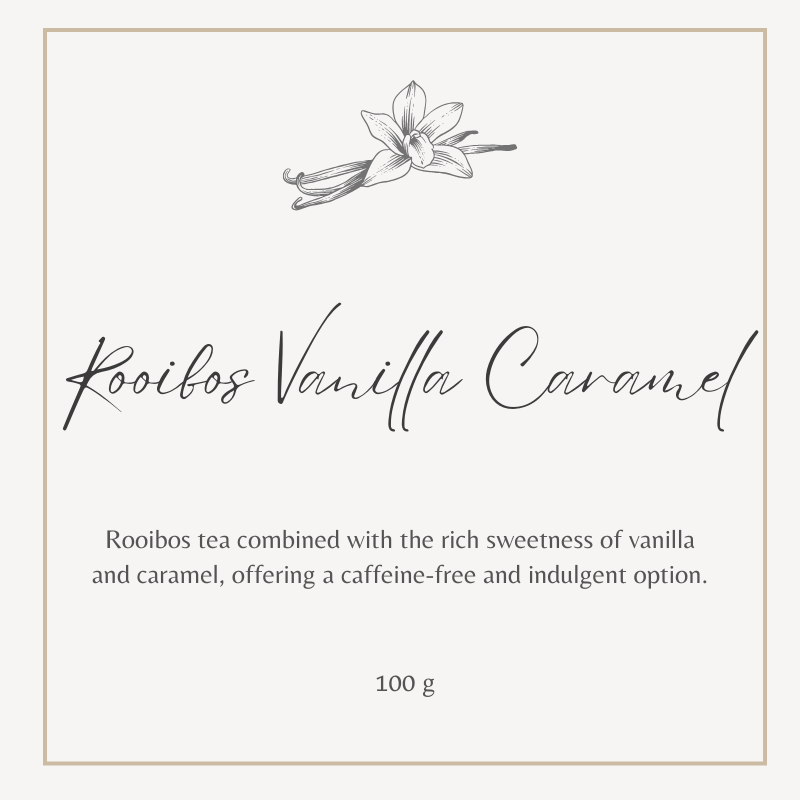 Rooibos Vanilla Caramel
Rooibos tea combined with the rich sweetness of vanilla
and caramel, offering a caffeine-free and indulgent option.
100 g